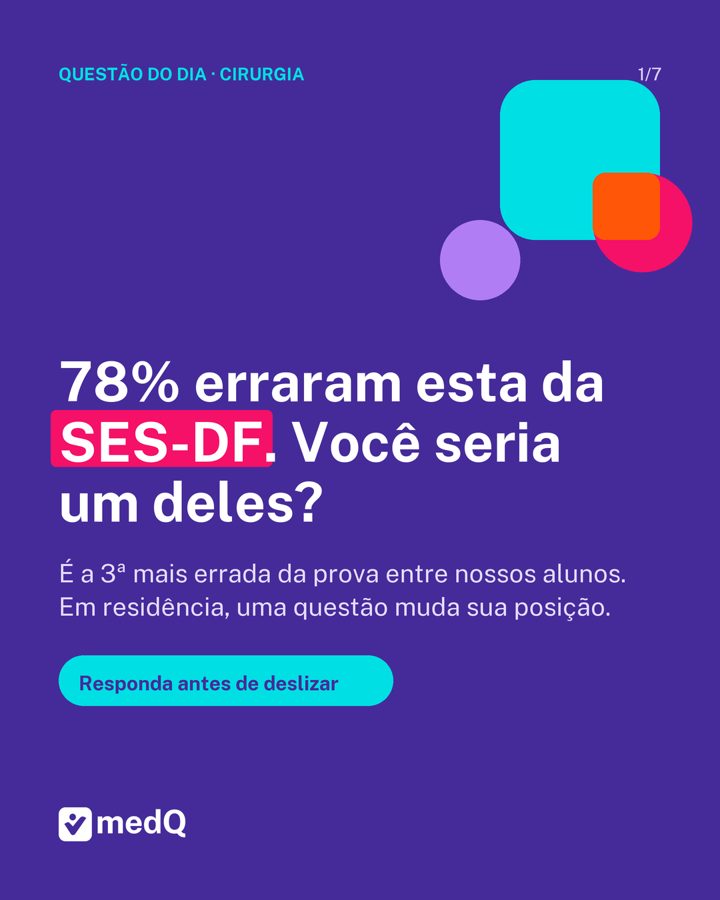 QUESTÃO DO DIA · CIRURGIA
1/7
78% erraram esta da
SES-DF. Você seria
um deles?
É a 3ª mais errada da prova entre nossos alunos.
Em residência, uma questão muda sua posição.
Responda antes de deslizar
medQ